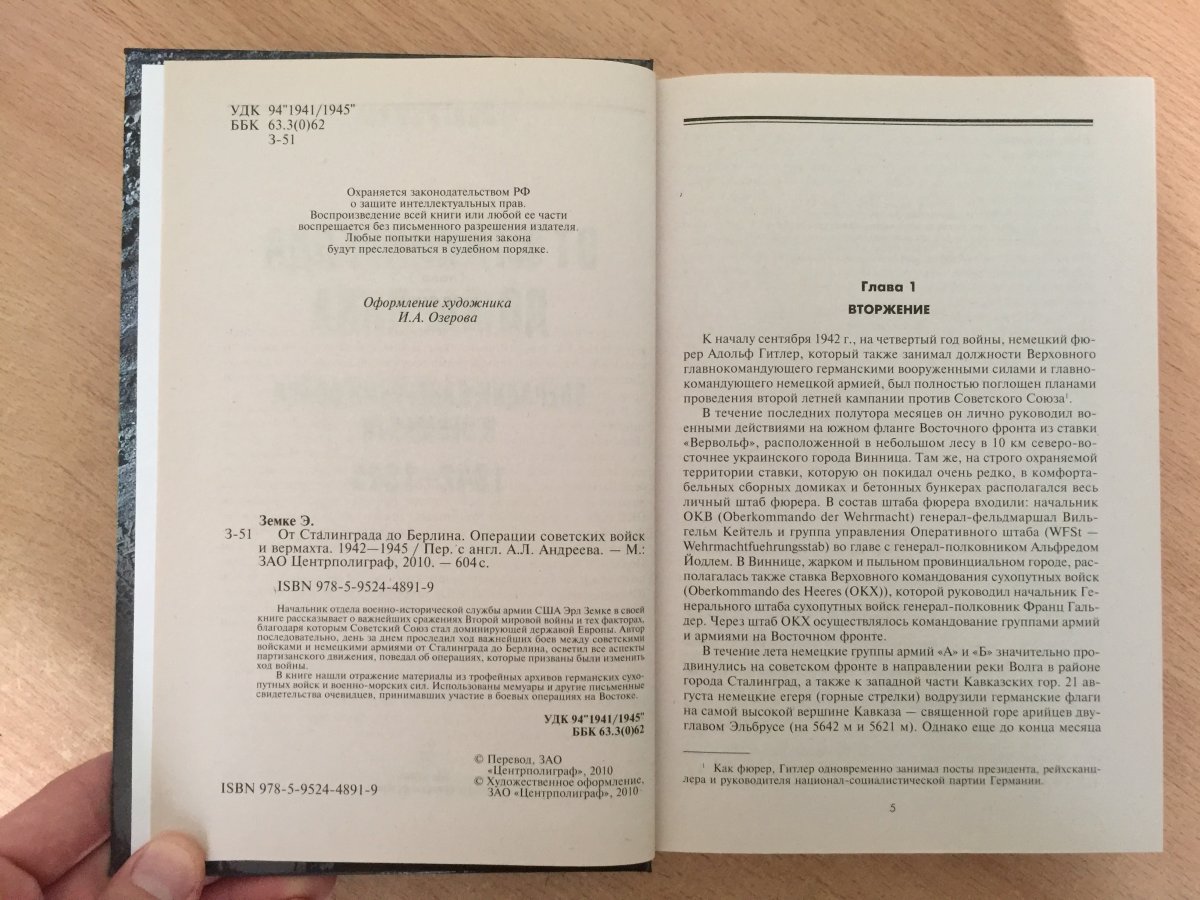 УДК 94"1941/1945"
ББК 63.3(0)62
З-51
Охраняется законодательством РФ
о защите интеллектуальных прав.
Воспроизведение всей книги или любой ее части
воспрещается без письменного разрешения издателя.
Любые попытки нарушения закона
будут преследоваться в судебном порядке.
Оформление художника
И.А. Озерова
Земке Э.
З-51 От Сталинграда до Берлина. Операции советских войск
и вермахта. 1942—1945 / Пер. с англ. А.Л. Андреева. — М.:
ЗАО Центрполиграф, 2010. — 604 с.
ISBN 978-5-9524-4891-9
Начальник отдела военно-исторической службы армии США Эрл Земке в своей
книге рассказывает о важнейших сражениях Второй мировой войны и тех факторах,
благодаря которым Советский Союз стал доминирующей державой Европы. Автор
последовательно, день за днем проследил ход важнейших боев между советскими
войсками и немецкими армиями от Сталинграда до Берлина, осветил все аспекты
партизанского движения, поведал об операциях, которые призваны были изменить
ход войны.
В книге нашли отражение материалы из трофейных архивов германских сухо-
путных войск и военно-морских сил. Использованы мемуары и другие письменные
свидетельства очевидцев, принимавших участие в боевых операциях на Востоке.
УДК 94"1941/1945"
ББК 63.3(0)62
© Перевод, ЗАО
«Центрполиграф», 2010
© Художественное оформление,
ЗАО «Центрполиграф», 2010
ISBN 978-5-9524-4891-9
Глава 1
ВТОРЖЕНИЕ
К началу сентября 1942 г., на четвертый год войны, немецкий фю-
рер Адольф Гитлер, который также занимал должности Верховного
главнокомандующего германскими вооруженными силами и главно-
командующего немецкой армией, был полностью поглощен планами
проведения второй летней кампании против Советского Союза¹.
В течение последних полутора месяцев он лично руководил во-
енными действиями на южном фланге Восточного фронта из ставки
«Вервольф», расположенной в небольшом лесу в 10 км северо-во-
сточнее украинского города Винница. Там же, на строго охраняемой
территории ставки, которую он покидал очень редко, в комфорта-
бельных сборных домиках и бетонных бункерах располагался весь
личный штаб фюрера. В состав штаба фюрера входили: начальник
ОКВ (Oberkommando der Wehrmacht) генерал-фельдмаршал Виль-
гельм Кейтель и группа управления Оперативного штаба (WFSt —
Wehrmachtfuehrungsstab) во главе с генерал-полковником Альфредом
Йодлем. В Виннице, жарком и пыльном провинциальном городе, рас-
полагалась также ставка Верховного командования сухопутных войск
(Oberkommando des Heeres (ОКХ)), которой руководил начальник Ге-
нерального штаба сухопутных войск генерал-полковник Франц Галь-
дер. Через штаб ОКХ осуществлялось командование группами армий
и армиями на Восточном фронте.
В течение лета немецкие группы армий «А» и «Б» значительно про-
двинулись на советском фронте в направлении реки Волга в районе
города Сталинград, а также к западной части Кавказских гор. 21 ав-
густа немецкие егеря (горные стрелки) водрузили германские флаги
на самой высокой вершине Кавказа — священной горе арийцев дву-
главом Эльбрусе (на 5642 м и 5621 м). Однако еще до конца месяца
¹ Как фюрер, Гитлер одновременно занимал посты президента, рейхсканц-
лера и руководителя национал-социалистической партии Германии.
5